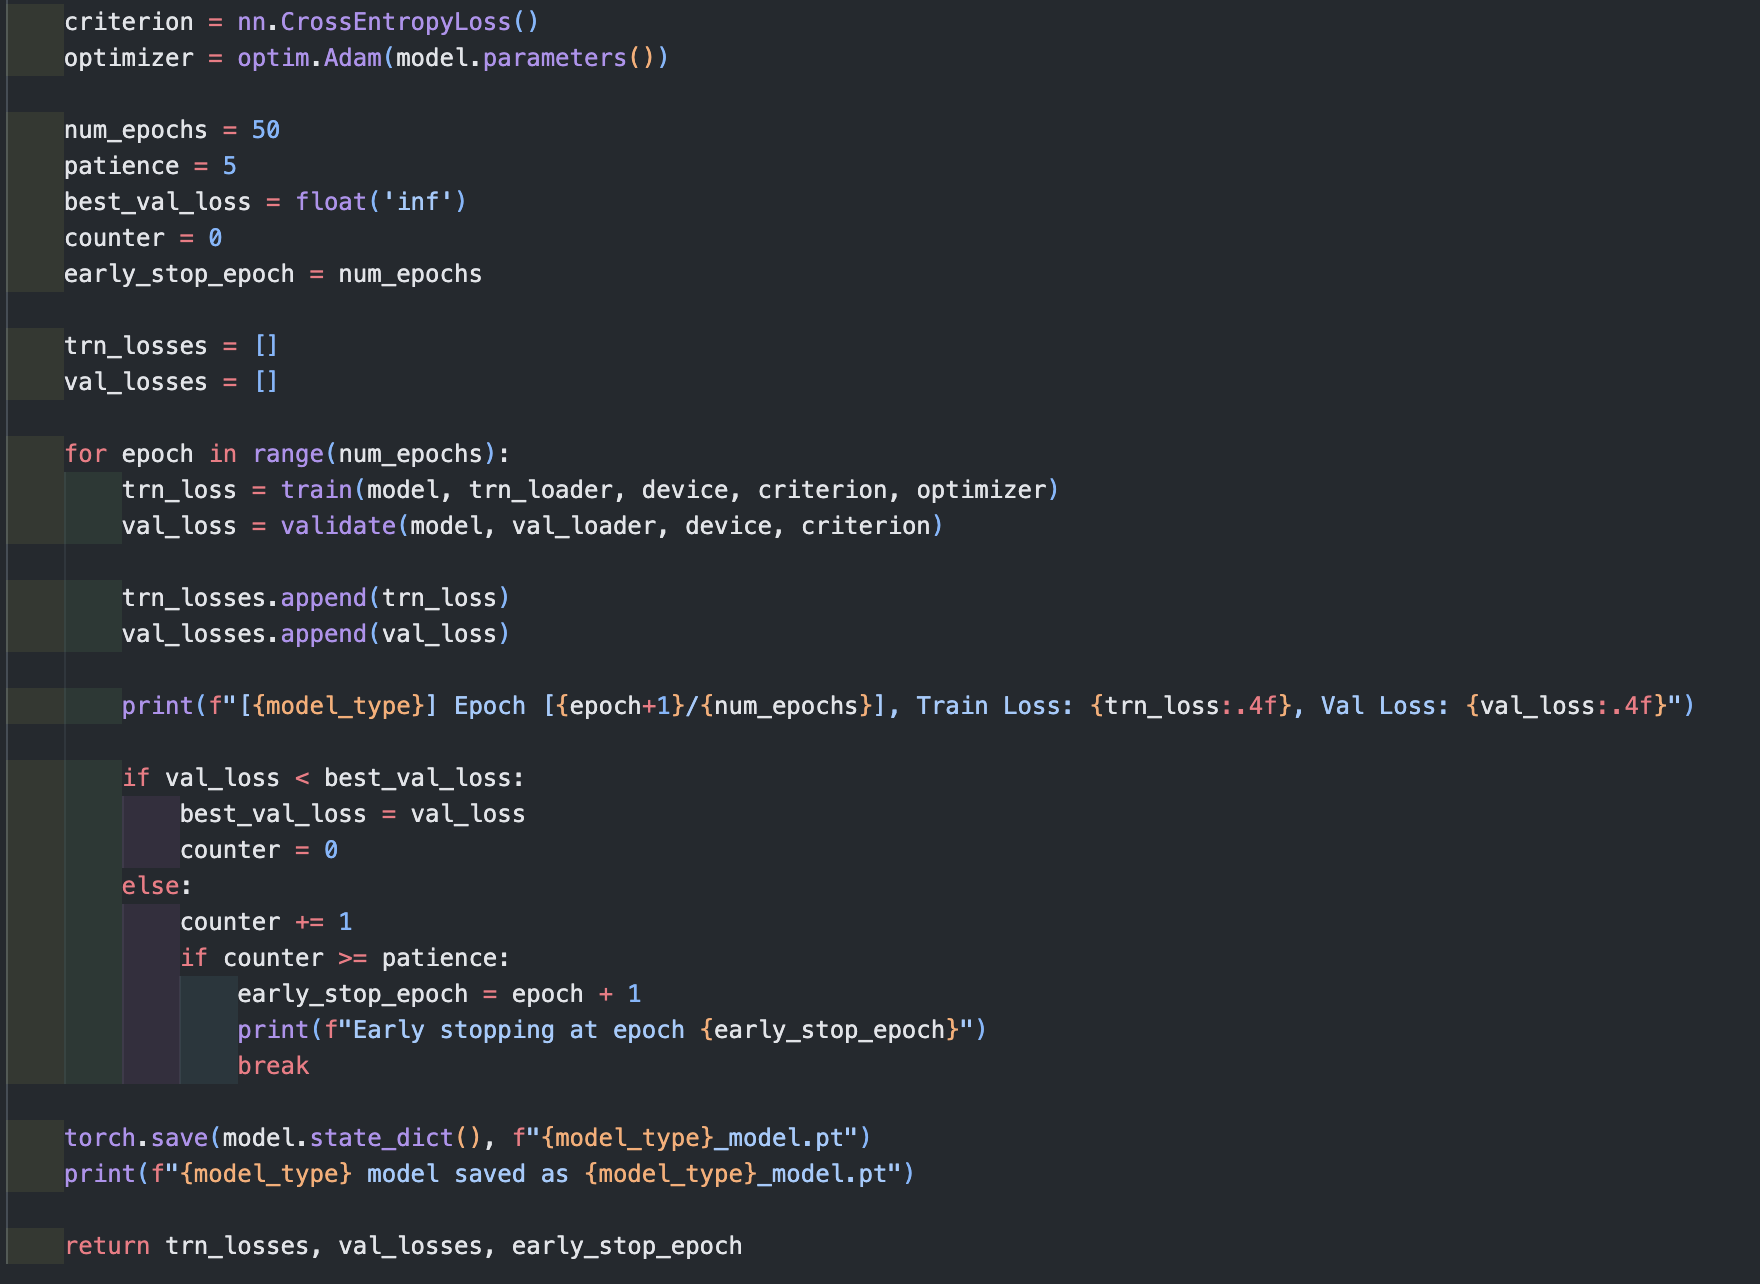 criterion = nn.CrossEntropyLoss()
optimizer = optim.Adam(model.parameters())
num_epochs = 50
patience = 5
best_val_loss = float('inf')
counter = 0
early_stop_epoch = num_epochs
trn_losses = []
val_losses = []
for epoch in range(num_epochs):
trn_loss = train(model, trn_loader, device, criterion, optimizer)
val_loss = validate(model, val_loader, device, criterion)
trn_losses.append(trn_loss)
val_losses.append(val_loss)
print(f"[{model_type}] Epoch [{epoch+1}/{num_epochs}], Train Loss: {trn_loss:.4f}, Val Loss: {val_loss:.4f}")
if val_loss < best_val_loss:
best_val_loss = val_loss
counter = 0
else:
counter += 1
if counter >= patience:
early_stop_epoch = epoch + 1
print(f"Early stopping at epoch {early_stop_epoch}")
break
torch.save(model.state_dict(), f"{model_type}_model.pt")
print(f"{model_type} model saved as {model_type}_model.pt")
return trn_losses, val_losses, early_stop_epoch